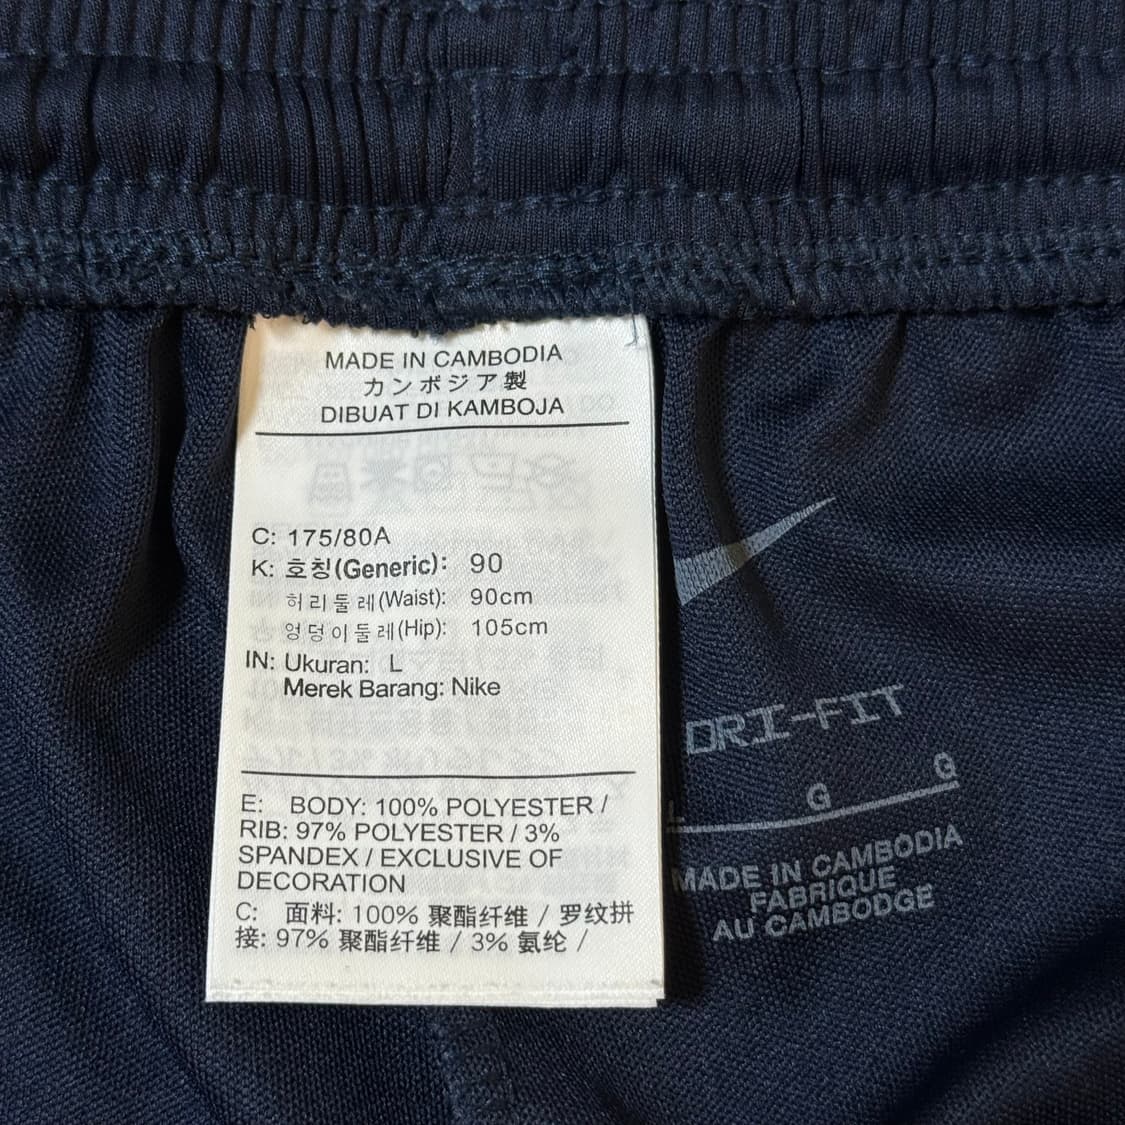 MADE IN CAMBODIA
カンボジア製
DIBUAT DI KAMBOJA
C: 175/80A
K: 호칭(Generic): 90
허리둘레(Waist): 90cm
엉덩이둘레(Hip): 105cm
IN: Ukuran: L
Merek Barang: Nike
E: BODY: 100% POLYESTER /
RIB: 97% POLYESTER / 3%
SPANDEX / EXCLUSIVE OF
DECORATION
C: 面料: 100% 聚酯纤维 / 罗纹拼
接: 97% 聚酯纤维 / 3% 氨纶 /
DRI-FIT
L G G
MADE IN CAMBODIA
FABRIQUE
AU CAMBODGE